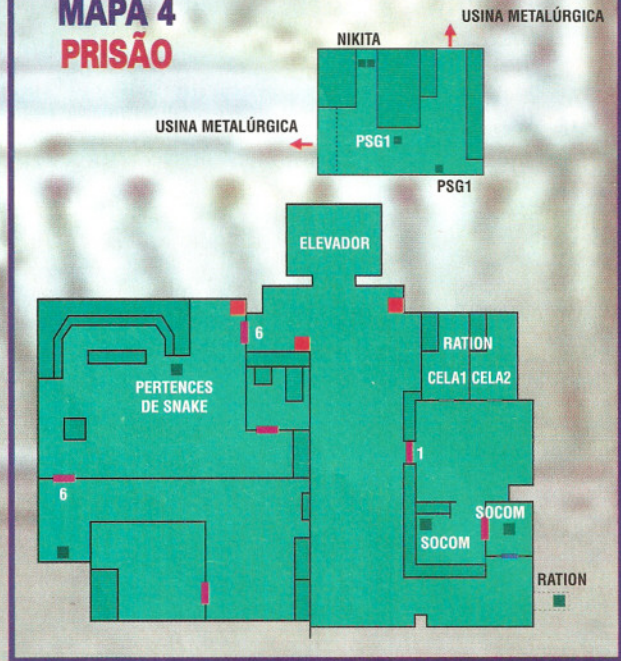 MAPA 4
PRISÃO
USINA METALÚRGICA
NIKITA
USINA METALÚRGICA
PSG1
PSG1
ELEVADOR
6
RATION
CELA1 CELA2
PERTENCES
DE SNAKE
1
6
SOCOM
SOCOM
RATION